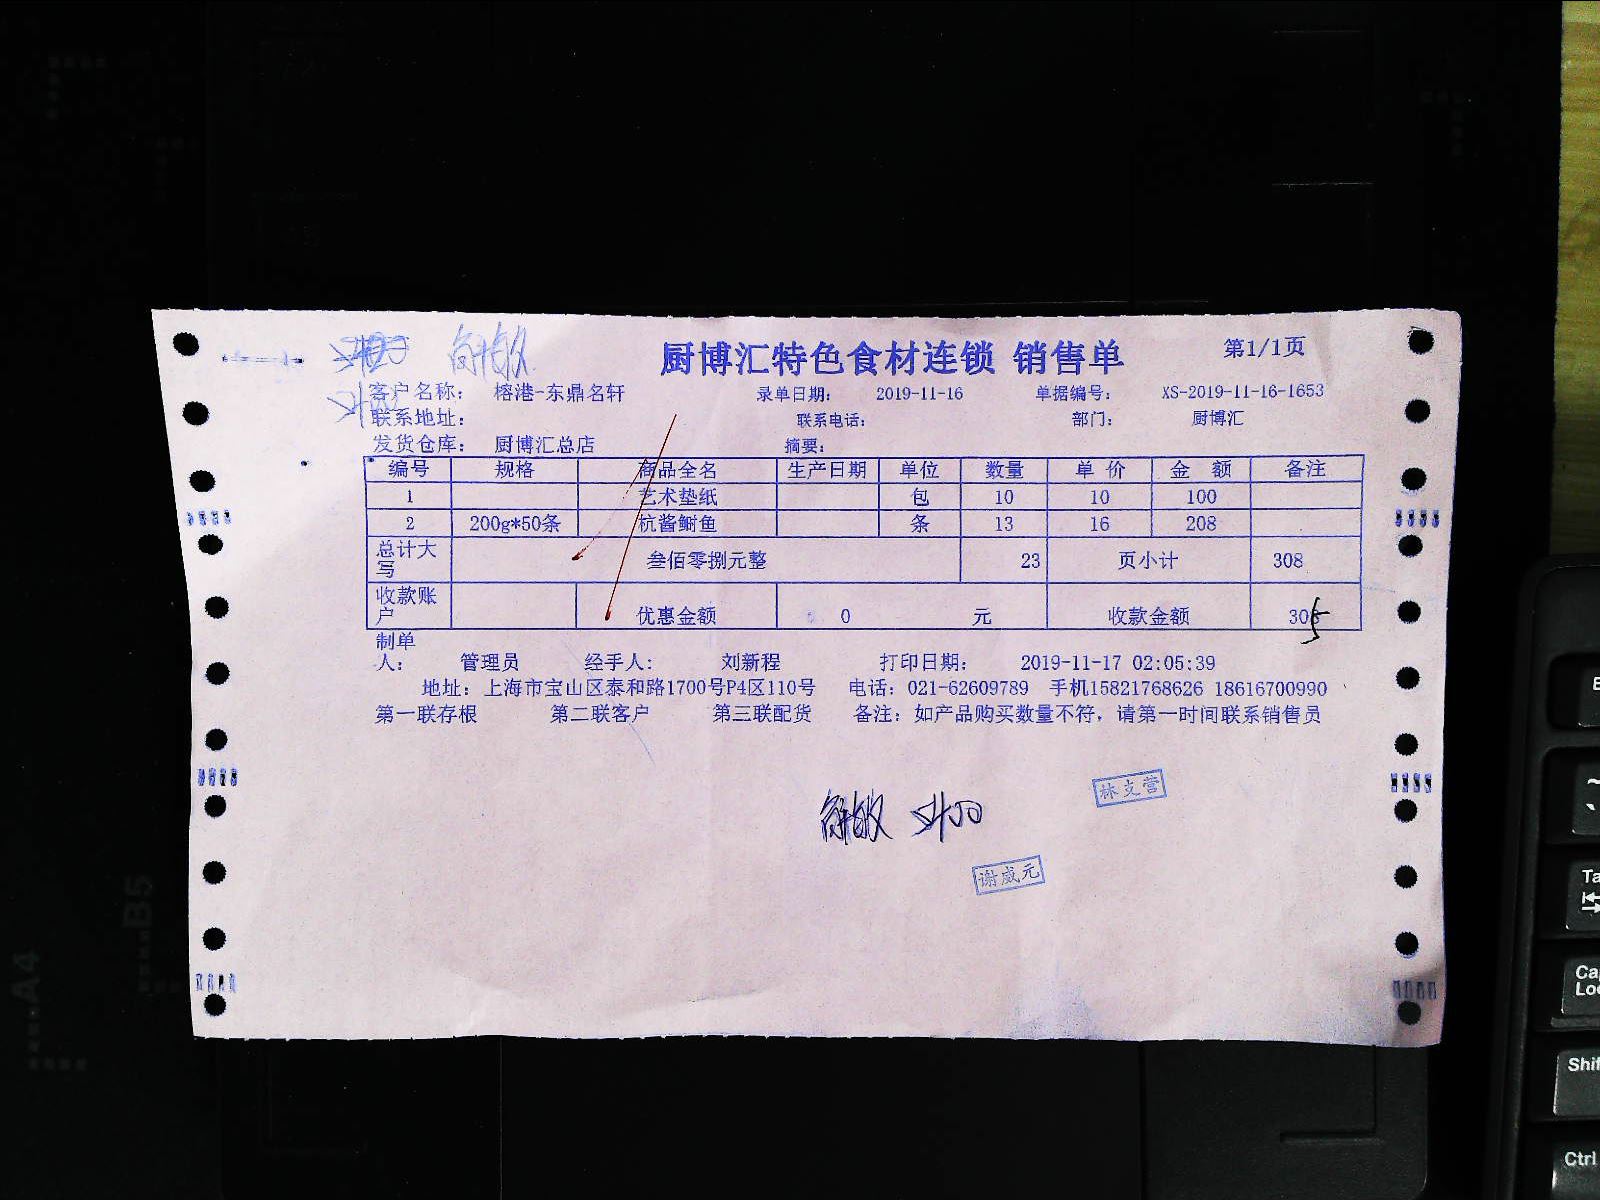 厨博汇特色食材连锁 销售单 第1/1页
客户名称： 榕港-东鼎名轩 录单日期： 2019-11-16 单据编号： XS-2019-11-16-1653
联系地址： 联系电话： 部门： 厨博汇
发货仓库： 厨博汇总店 摘要：
编号 规格 商品全名 生产日期 单位 数量 单 价 金 额 备注
1 艺术垫纸 包 10 10 100
2 200g*50条 杭酱鲥鱼 条 13 16 208
总计大写 叁佰零捌元整 23 页小计 308
收款账户 优惠金额 0 元 收款金额 308
制单人： 管理员 经手人： 刘新程 打印日期： 2019-11-17 02:05:39
地址：上海市宝山区泰和路1700号P4区110号 电话：021-62609789 手机15821768626 18616700990
第一联存根 第二联客户 第三联配货 备注：如产品购买数量不符，请第一时间联系销售员
林支营
谢威元
B5
A4
Shif
Ctrl